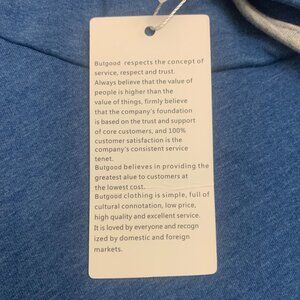 Butgood respects the concept of
service, respect and trust.
Always believe that the value of
people is higher than the
value of things, firmly believe
that the company's foundation
is based on the trust and support
of core customers, and 100%
customer satisfaction is the
company's consistent service
tenet.
Butgood believes in providing the
greatest alue to customers at
the lowest cost.
Butgood clothing is simple, full of
cultural connotation, low price,
high quality and excellent service.
It is loved by everyone and recogn
ized by domestic and foreign
markets.